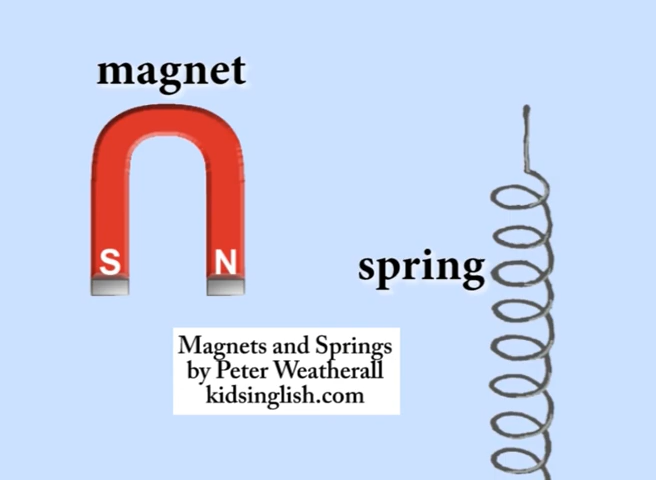 magnet
S N
spring
Magnets and Springs
by Peter Weatherall
kidsinglish.com